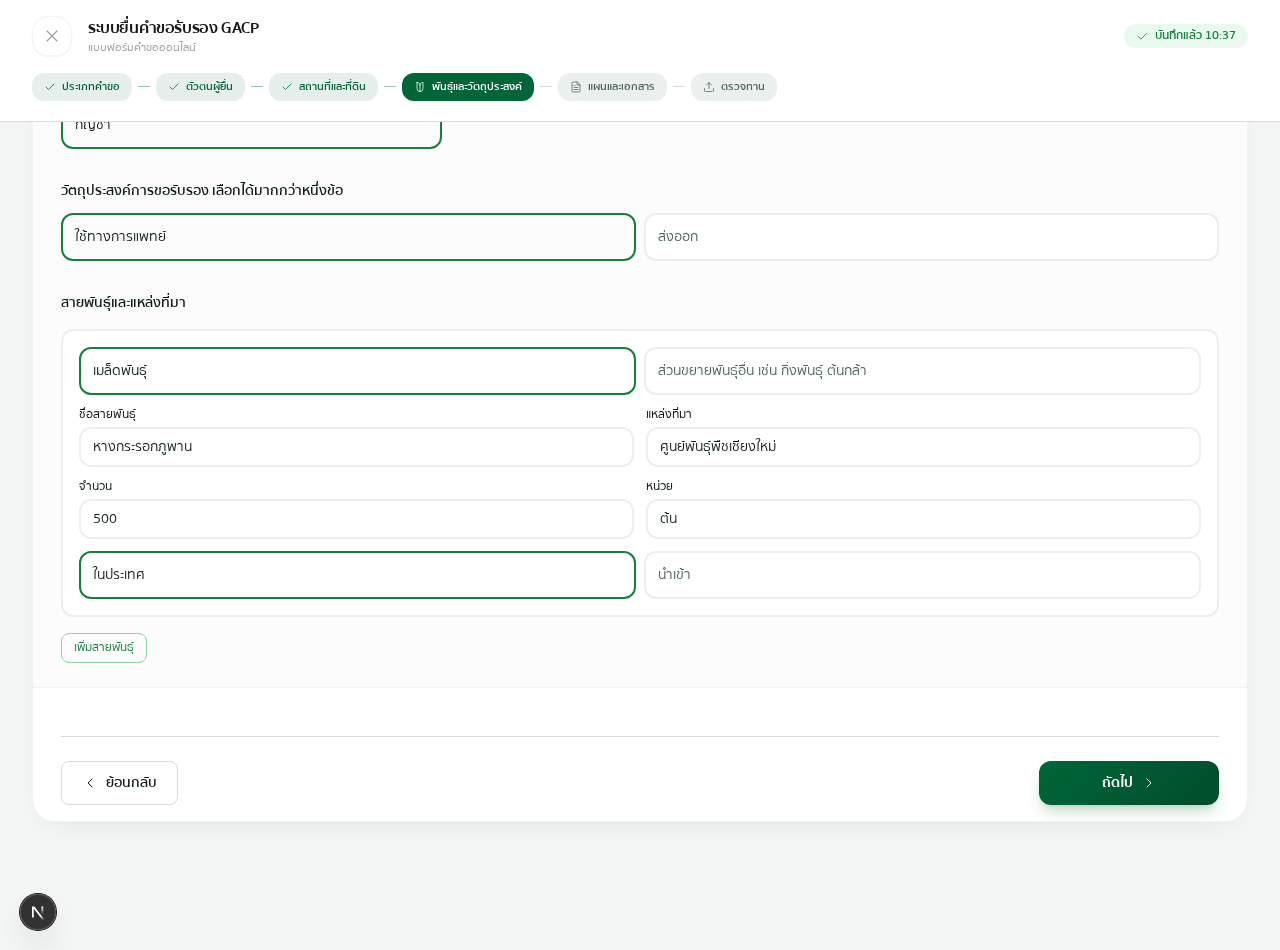 ระบบยื่นคำขอรับรอง GACP
แบบฟอร์มคำขอออนไลน์
บันทึกแล้ว 10:37
ประเภทคำขอ
ตัวตนผู้ยื่น
สถานที่และที่ดิน
พันธุ์และวัตถุประสงค์
แผนและเอกสาร
ตรวจทาน
กัญชา
วัตถุประสงค์การขอรับรอง เลือกได้มากกว่าหนึ่งข้อ
ใช้ทางการแพทย์
ส่งออก
สายพันธุ์และแหล่งที่มา
เมล็ดพันธุ์
ส่วนขยายพันธุ์อื่น เช่น กิ่งพันธุ์ ต้นกล้า
ชื่อสายพันธุ์
แหล่งที่มา
หางกระรอกภูพาน
ศูนย์พันธุ์พืชเชียงใหม่
จำนวน
หน่วย
500
ต้น
ในประเทศ
นำเข้า
เพิ่มสายพันธุ์
ย้อนกลับ
ถัดไป
N